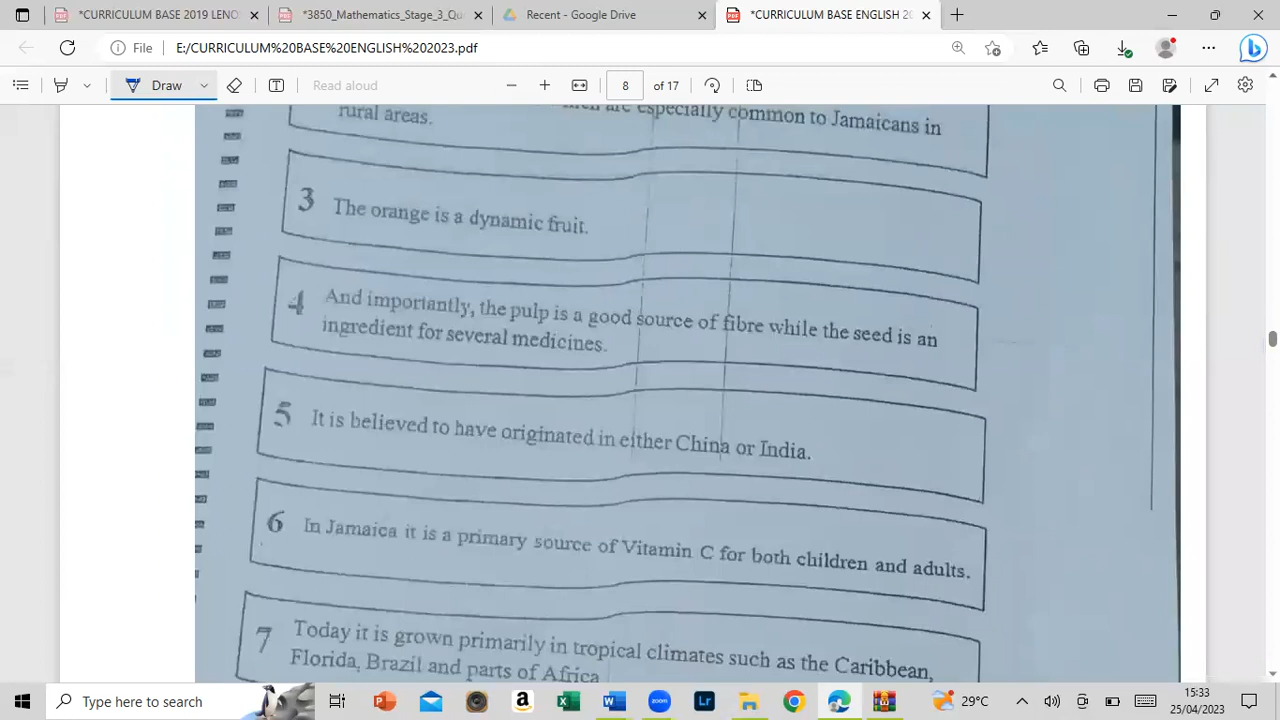 *CURRICULUM BASE 2019 LENO
*3850_Mathematics_Stage_3_Qu
Recent - Google Drive
*CURRICULUM BASE ENGLISH 20
File E:/CURRICULUM%20BASE%20ENGLISH%202023.pdf
Draw Read aloud 8 of 17
are especially common to Jamaicans in
rural areas.
3 The orange is a dynamic fruit.
4 And importantly, the pulp is a good source of fibre while the seed is an
ingredient for several medicines.
5 It is believed to have originated in either China or India.
6 In Jamaica it is a primary source of Vitamin C for both children and adults.
7 Today it is grown primarily in tropical climates such as the Caribbean,
Florida, Brazil and parts of Africa
Type here to search 29°C 15:33
25/04/2023